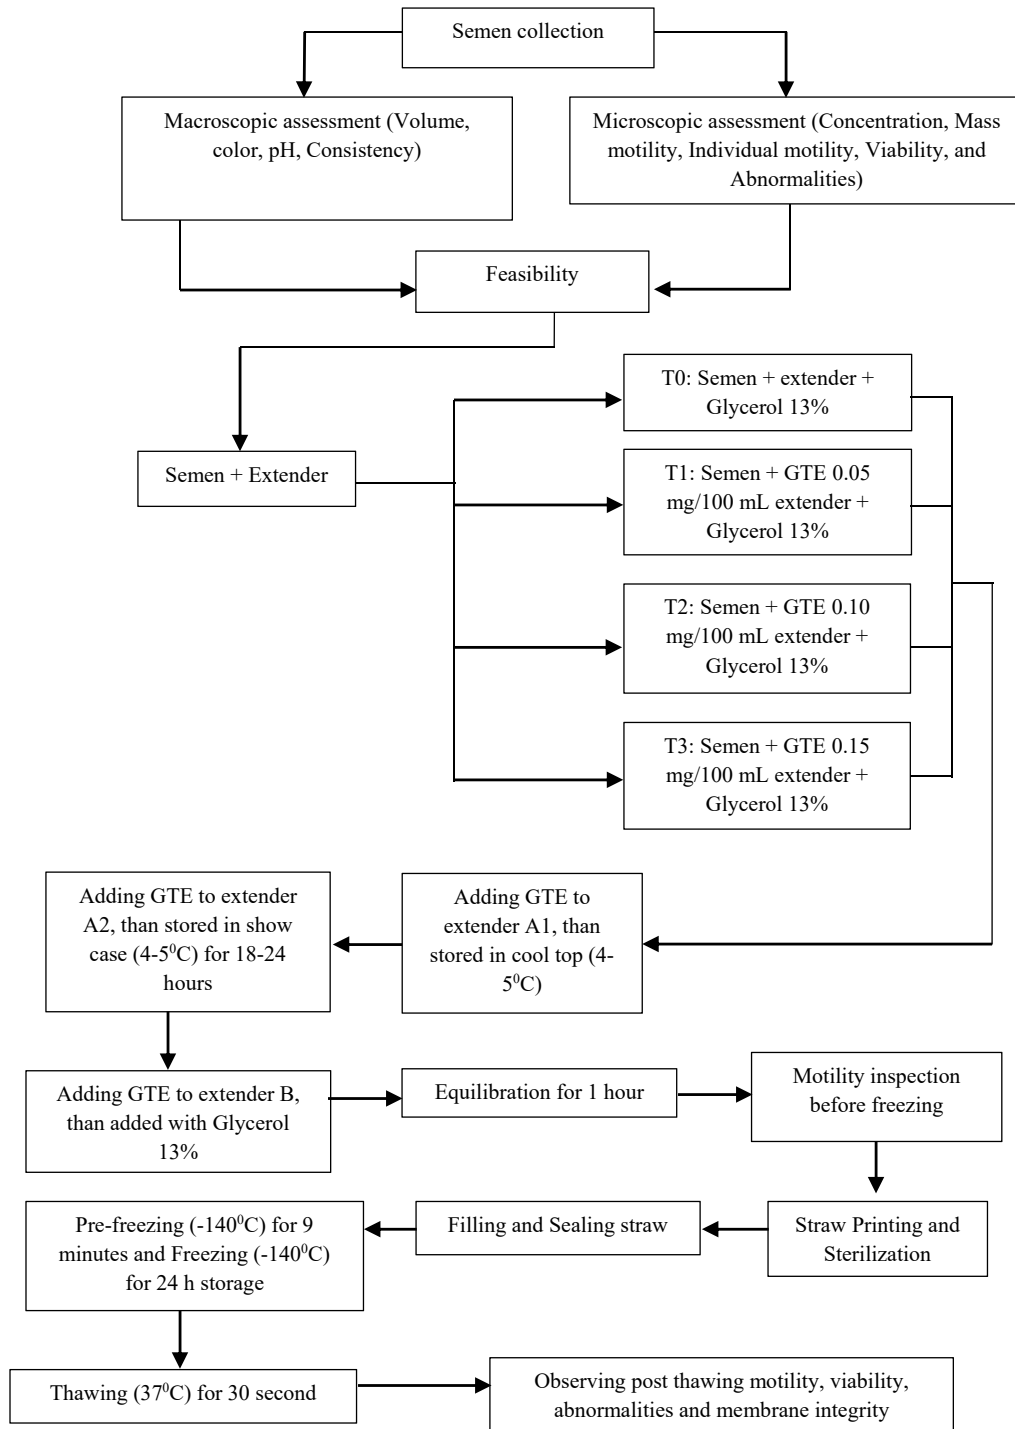 Semen collection
Macroscopic assessment (Volume,
color, pH, Consistency)
Microscopic assessment (Concentration, Mass
motility, Individual motility, Viability, and
Abnormalities)
Feasibility
Semen + Extender
T0: Semen + extender +
Glycerol 13%
T1: Semen + GTE 0.05
mg/100 mL extender +
Glycerol 13%
T2: Semen + GTE 0.10
mg/100 mL extender +
Glycerol 13%
T3: Semen + GTE 0.15
mg/100 mL extender +
Glycerol 13%
Adding GTE to extender
A2, than stored in show
case (4-5⁰C) for 18-24
hours
Adding GTE to
extender A1, than
stored in cool top (4-
5⁰C)
Adding GTE to extender B,
than added with Glycerol
13%
Equilibration for 1 hour
Motility inspection
before freezing
Pre-freezing (-140⁰C) for 9
minutes and Freezing (-140⁰C)
for 24 h storage
Filling and Sealing straw
Straw Printing and
Sterilization
Thawing (37⁰C) for 30 second
Observing post thawing motility, viability,
abnormalities and membrane integrity